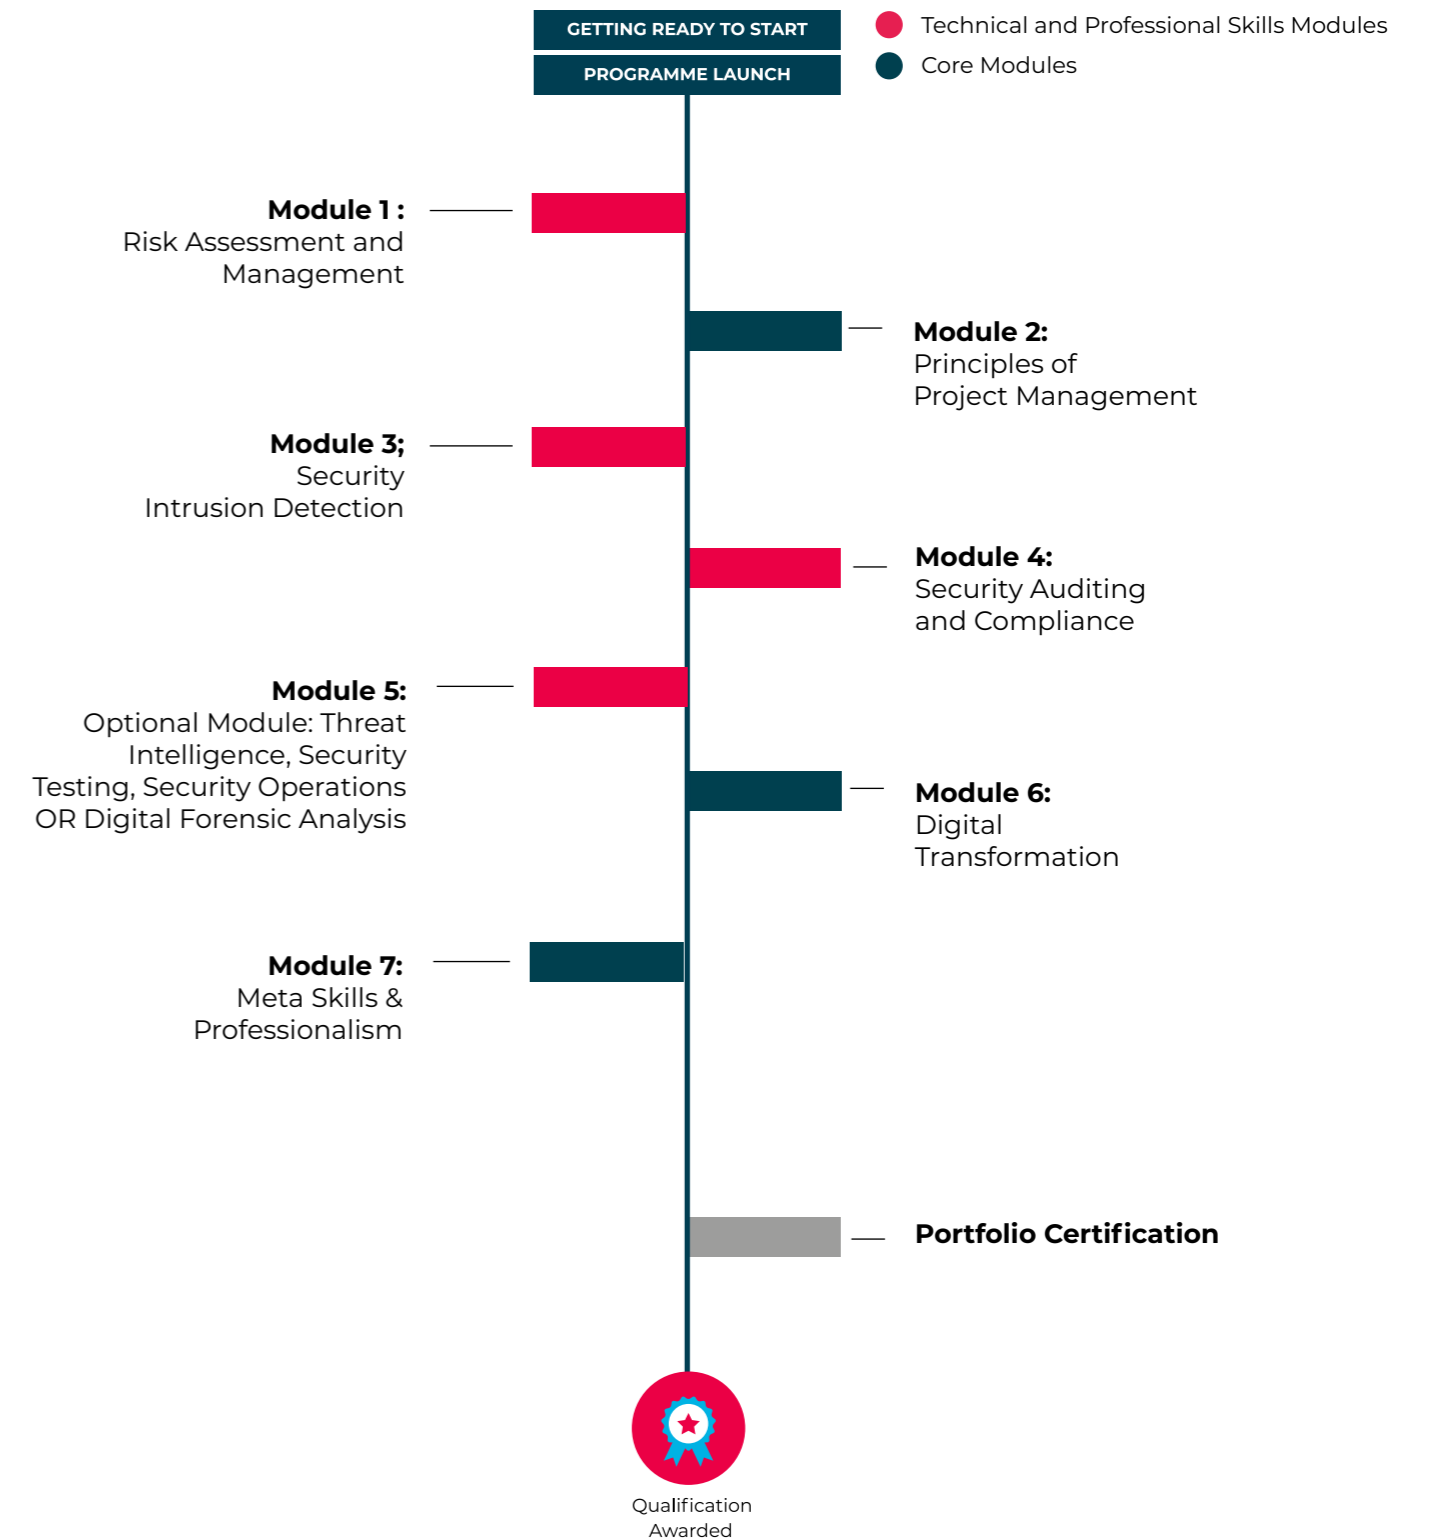 GETTING READY TO START
PROGRAMME LAUNCH
Technical and Professional Skills Modules
Core Modules
Module 1 :
Risk Assessment and
Management
Module 2:
Principles of
Project Management
Module 3;
Security
Intrusion Detection
Module 4:
Security Auditing
and Compliance
Module 5:
Optional Module: Threat
Intelligence, Security
Testing, Security Operations
OR Digital Forensic Analysis
Module 6:
Digital
Transformation
Module 7:
Meta Skills &
Professionalism
Portfolio Certification
Qualification
Awarded